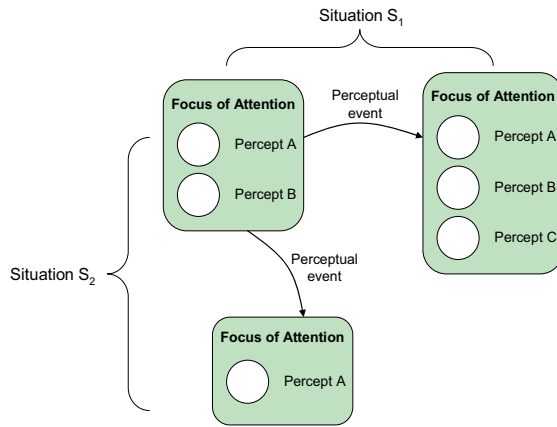 Situation S1
Focus of Attention
Percept A
Percept B
Perceptual
event
Focus of Attention
Percept A
Percept B
Percept C
Situation S2
Perceptual
event
Focus of Attention
Percept A